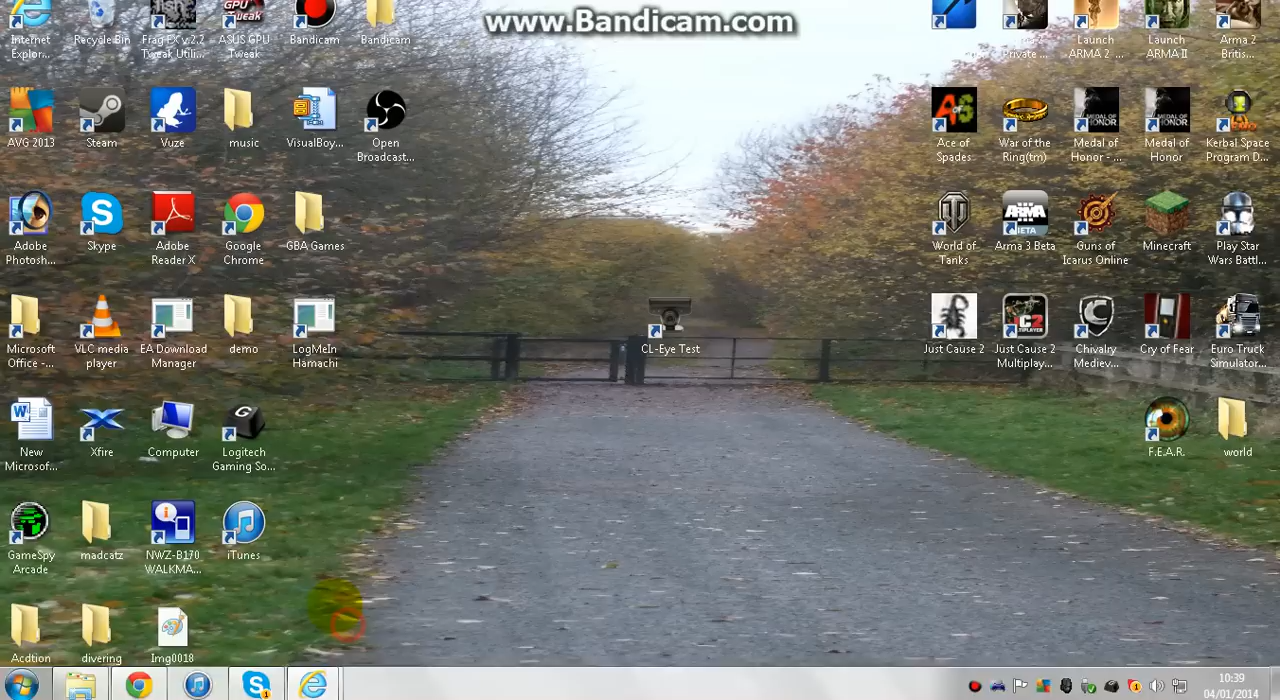 www.Bandicam.com
Internet
Explor...
Recycle Bin
Frag-FX v.2.2
Tweak Utili...
ASUS GPU
Tweak
Bandicam
Bandicam
Private ...
Launch
ARMA 2 ...
Launch
ARMA II
Arma 2
Britis...
AVG 2013
Steam
Vuze
music
VisualBoy...
Open
Broadcast...
Ace of
Spades
War of the
Ring(tm)
Medal of
Honor - ...
Medal of
Honor
Kerbal Space
Program D...
Adobe
Photosh...
Skype
Adobe
Reader X
Google
Chrome
GBA Games
World of
Tanks
Arma 3 Beta
Guns of
Icarus Online
Minecraft
Play Star
Wars Battl...
Microsoft
Office -...
VLC media
player
EA Download
Manager
demo
LogMeIn
Hamachi
CL-Eye Test
Just Cause 2
Just Cause 2
Multiplay...
Chivalry
Mediev...
Cry of Fear
Euro Truck
Simulator...
New
Microsof...
Xfire
Computer
Logitech
Gaming So...
F.E.A.R.
world
GameSpy
Arcade
madcatz
NWZ-B170
WALKMA...
iTunes
Acdtion
divering
Img0018
10:39
04/01/2014